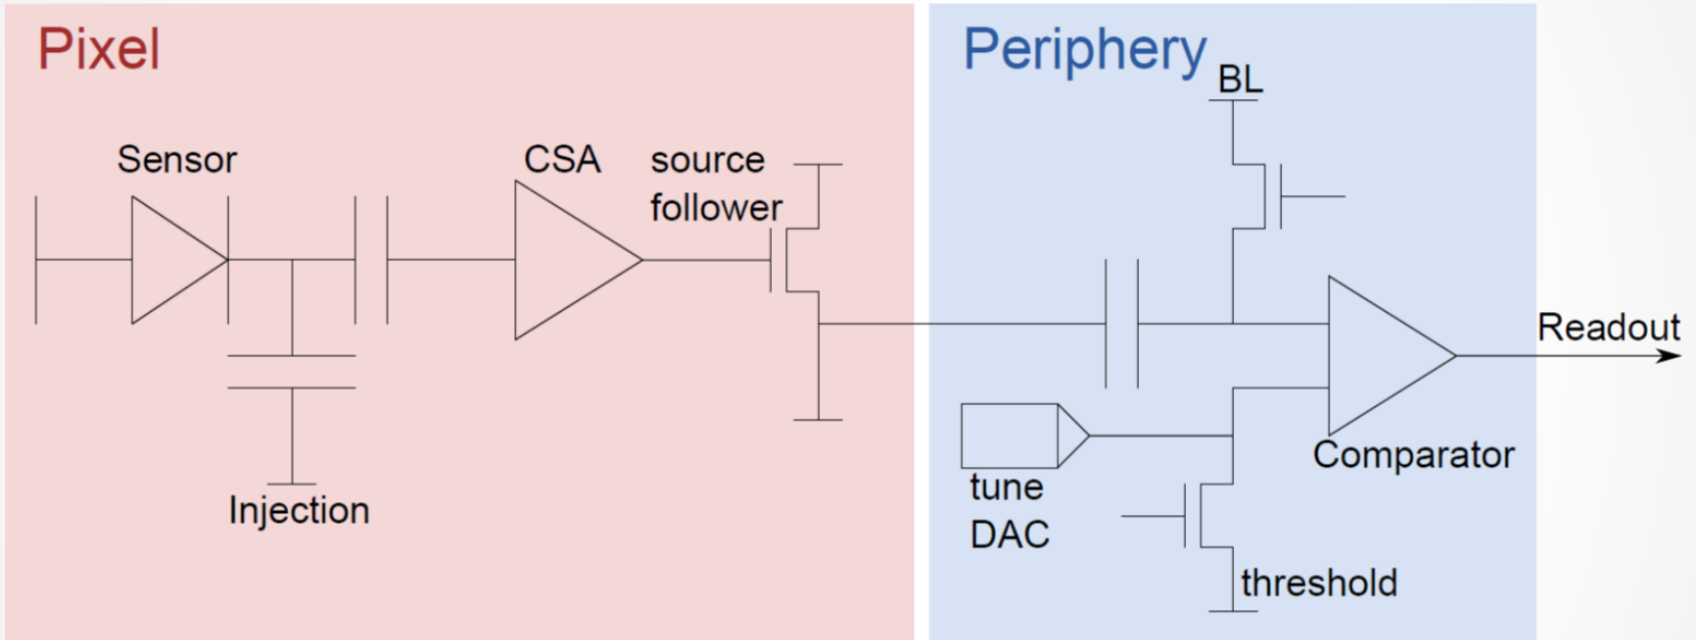 Pixel
Sensor
CSA
source
follower
Injection
Periphery
BL
Readout
Comparator
tune
DAC
threshold